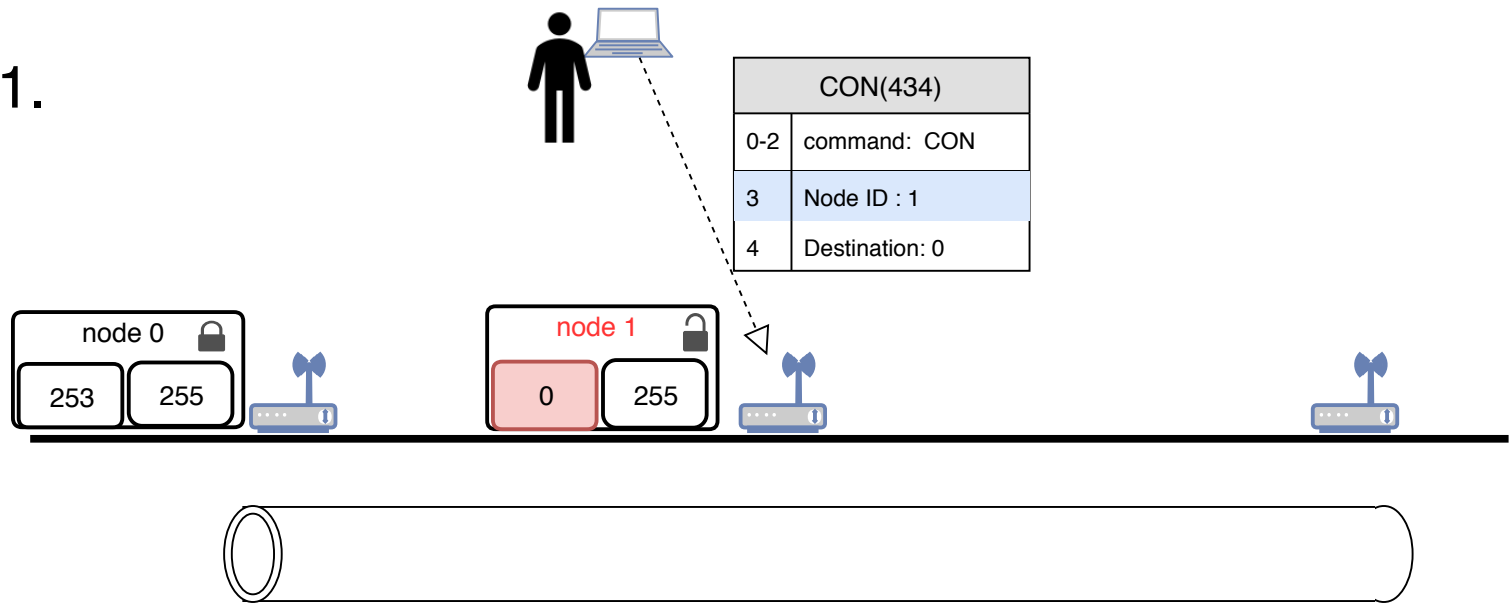 1.
CON(434)
0-2 command: CON
3 Node ID : 1
4 Destination: 0
node 0
253 255
node 1
0 255